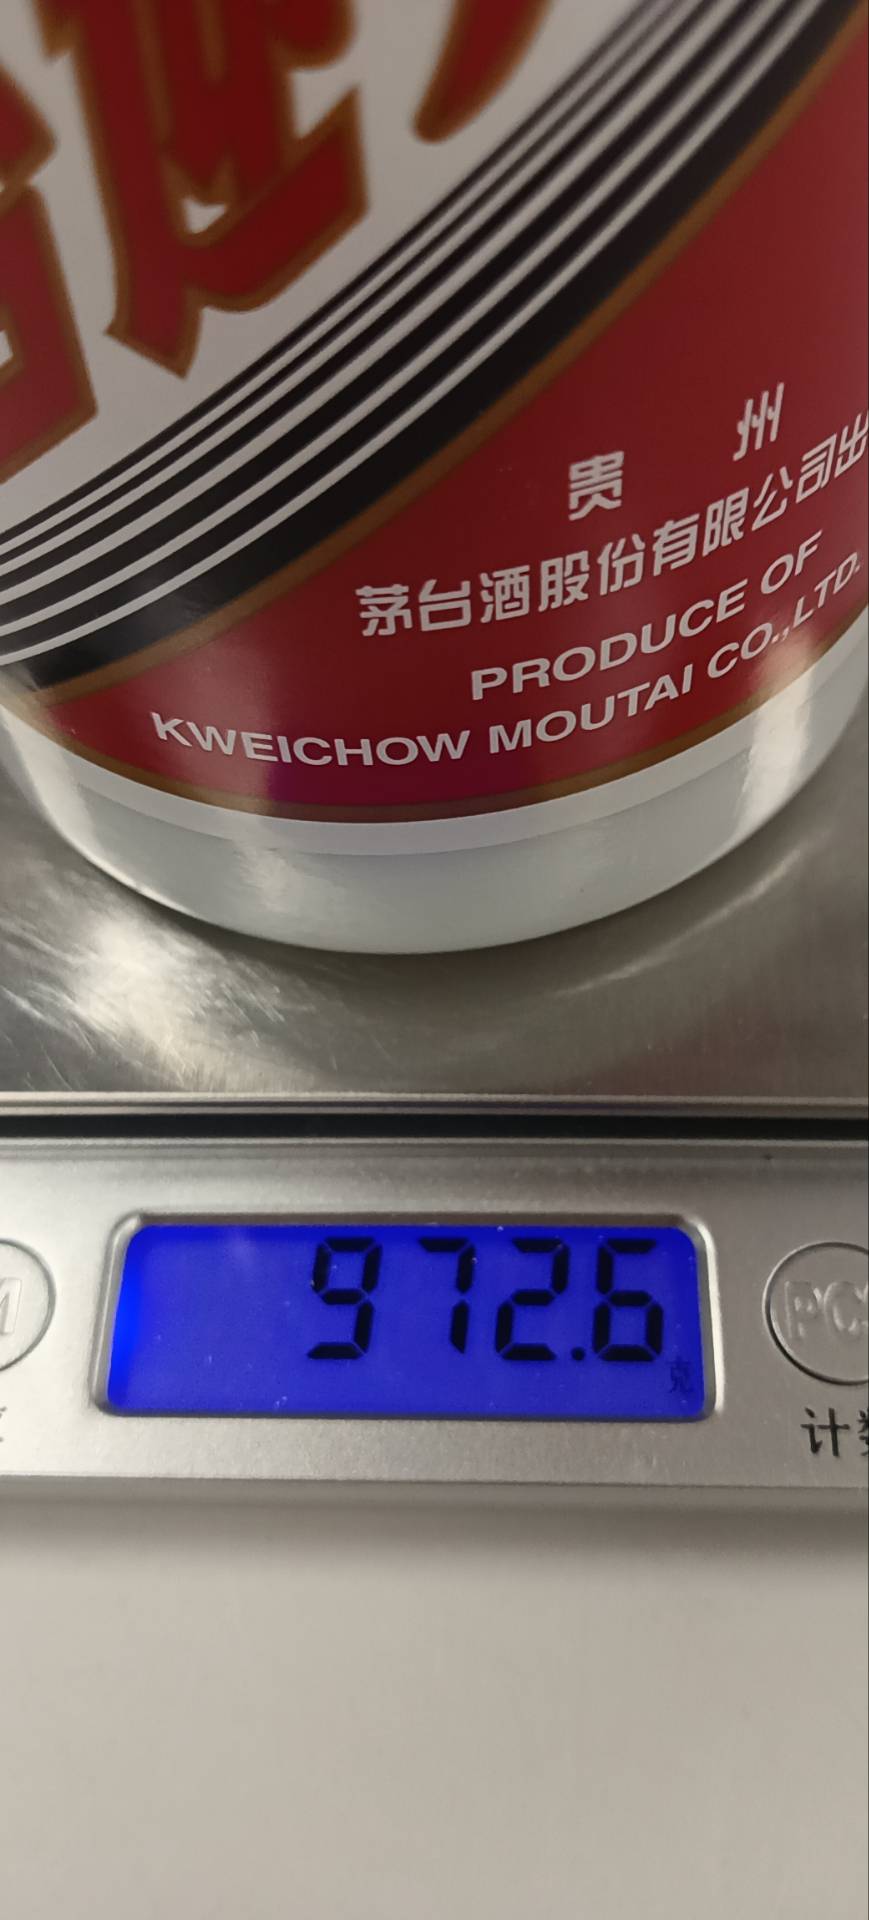 贵 州
茅台酒股份有限公司出
PRODUCE OF
KWEICHOW MOUTAI CO.,LTD.
972.6
克
PC
计